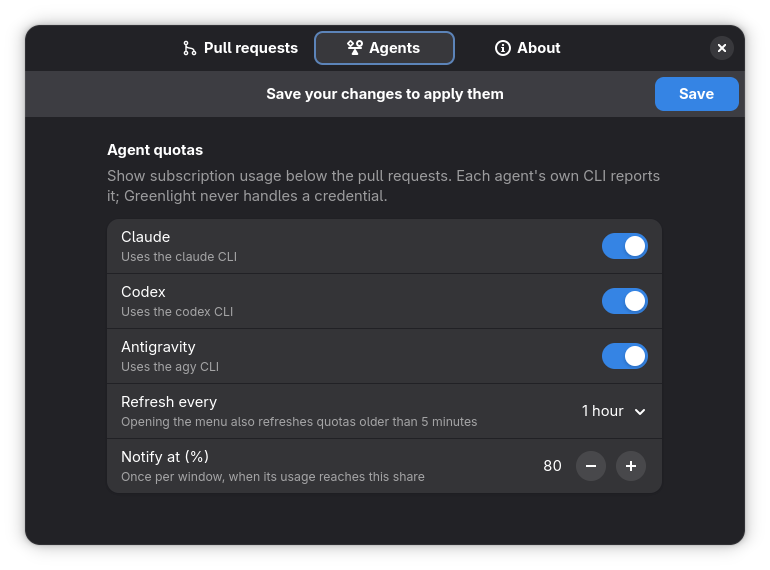 Pull requests
Agents
About
Save your changes to apply them
Save
Agent quotas
Show subscription usage below the pull requests. Each agent's own CLI reports
it; Greenlight never handles a credential.
Claude
Uses the claude CLI
Codex
Uses the codex CLI
Antigravity
Uses the agy CLI
Refresh every
Opening the menu also refreshes quotas older than 5 minutes
1 hour
Notify at (%)
Once per window, when its usage reaches this share
80